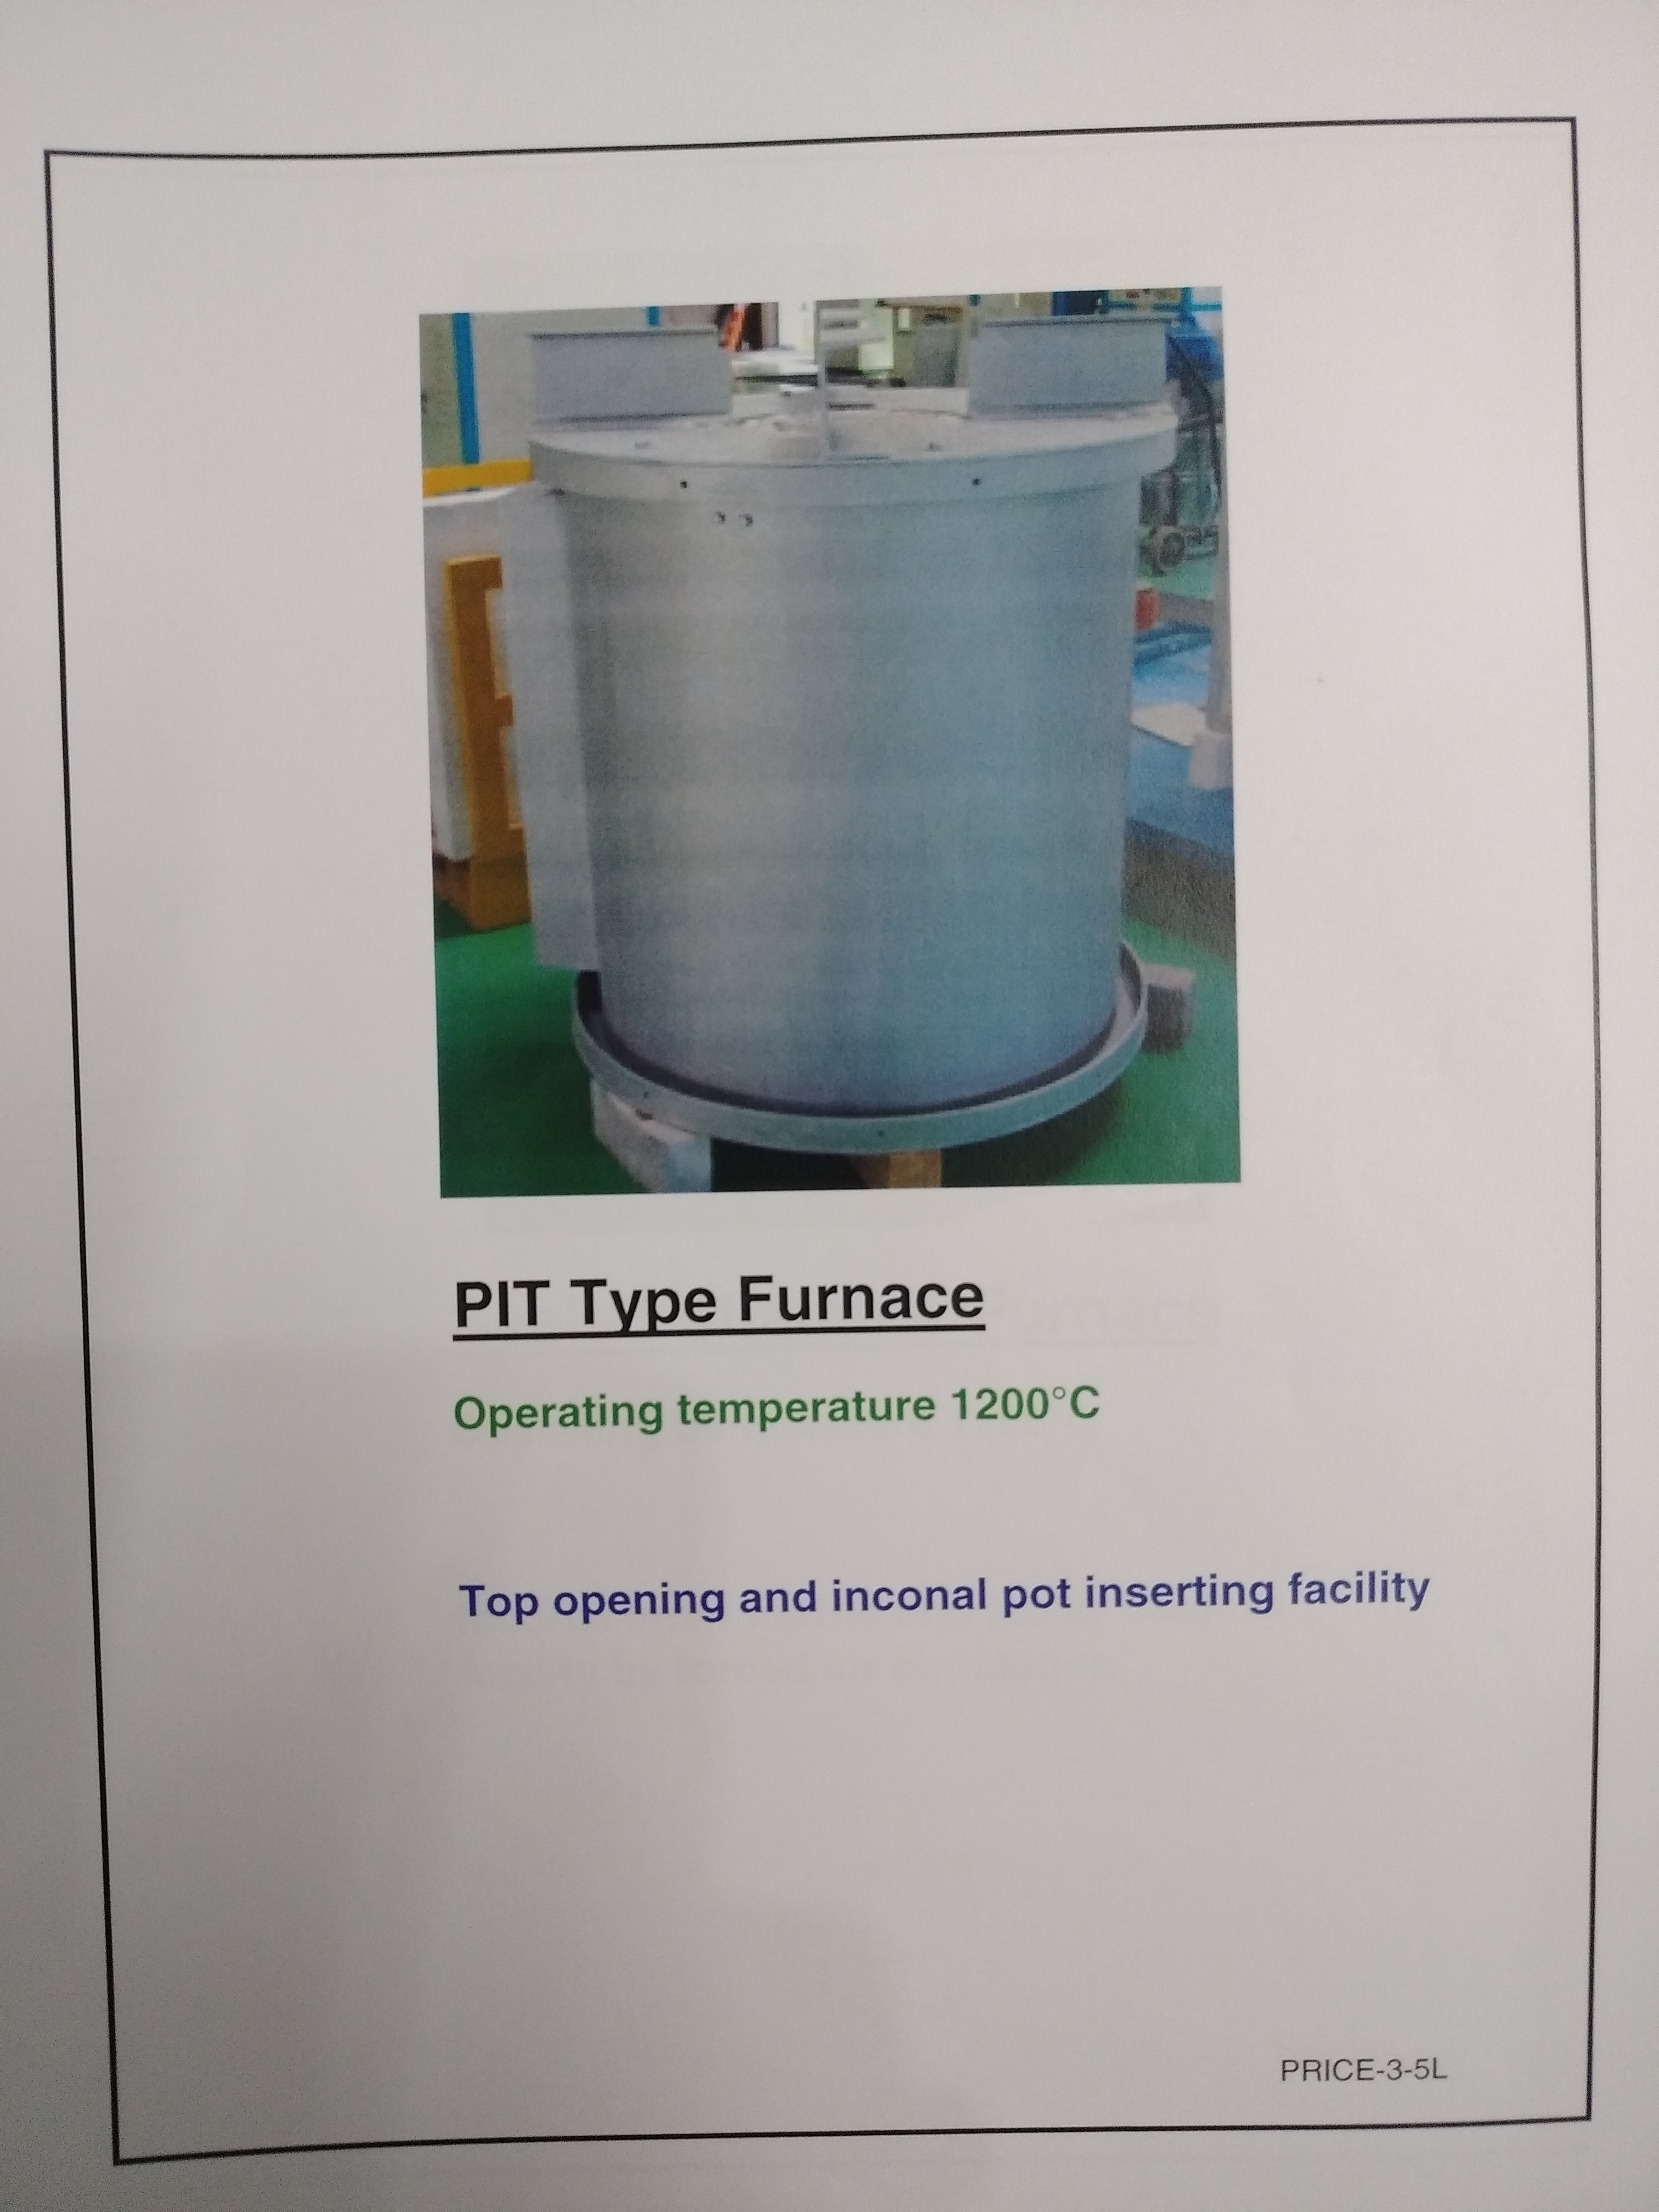 PIT Type Furnace
Operating temperature 1200°C
Top opening and inconal pot inserting facility
PRICE-3-5L